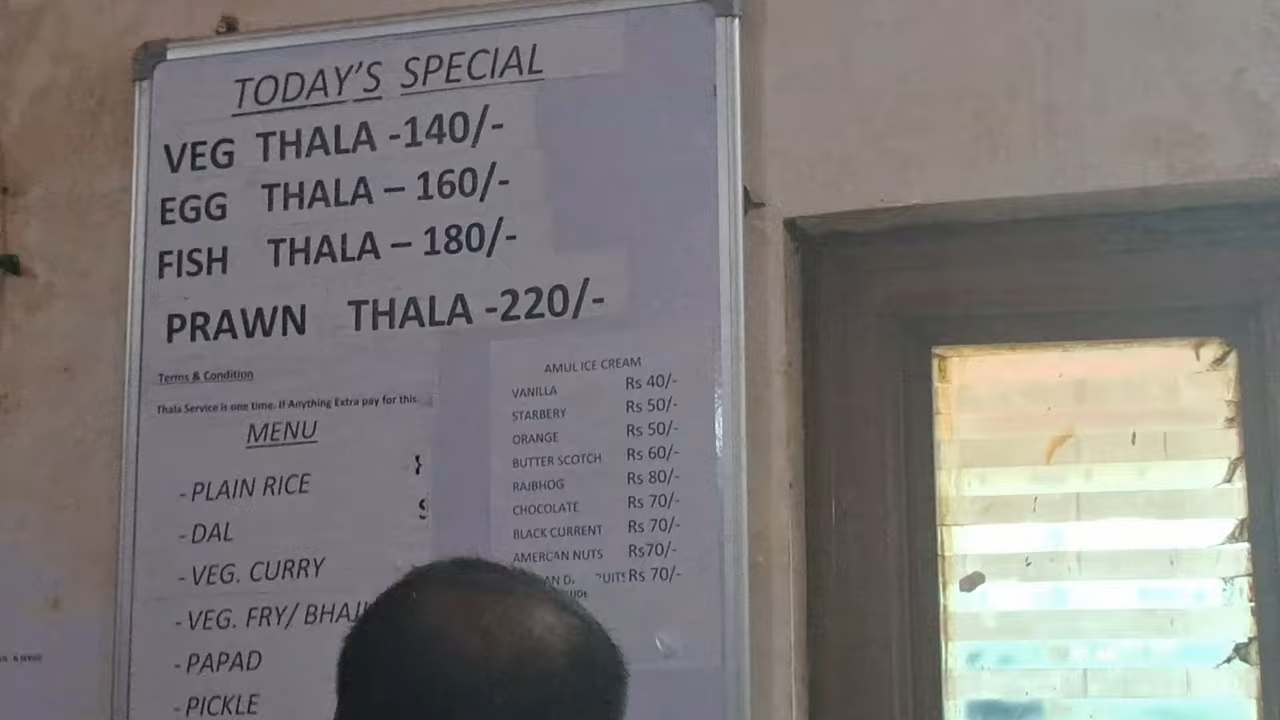 TODAY'S SPECIAL
VEG THALA -140/-
EGG THALA – 160/-
FISH THALA – 180/-
PRAWN THALA -220/-
Terms & Condition
Thala Service is one time. If Anything Extra pay for this.
MENU
- PLAIN RICE
- DAL
- VEG. CURRY
- VEG. FRY/ BHAJI
- PAPAD
- PICKLE
AMUL ICE CREAM
VANILLA Rs 40/-
STARBERY Rs 50/-
ORANGE Rs 50/-
BUTTER SCOTCH Rs 60/-
RAJBHOG Rs 80/-
CHOCOLATE Rs 70/-
BLACK CURRENT Rs 70/-
AMERCAN NUTS Rs70/-
Rs 70/-